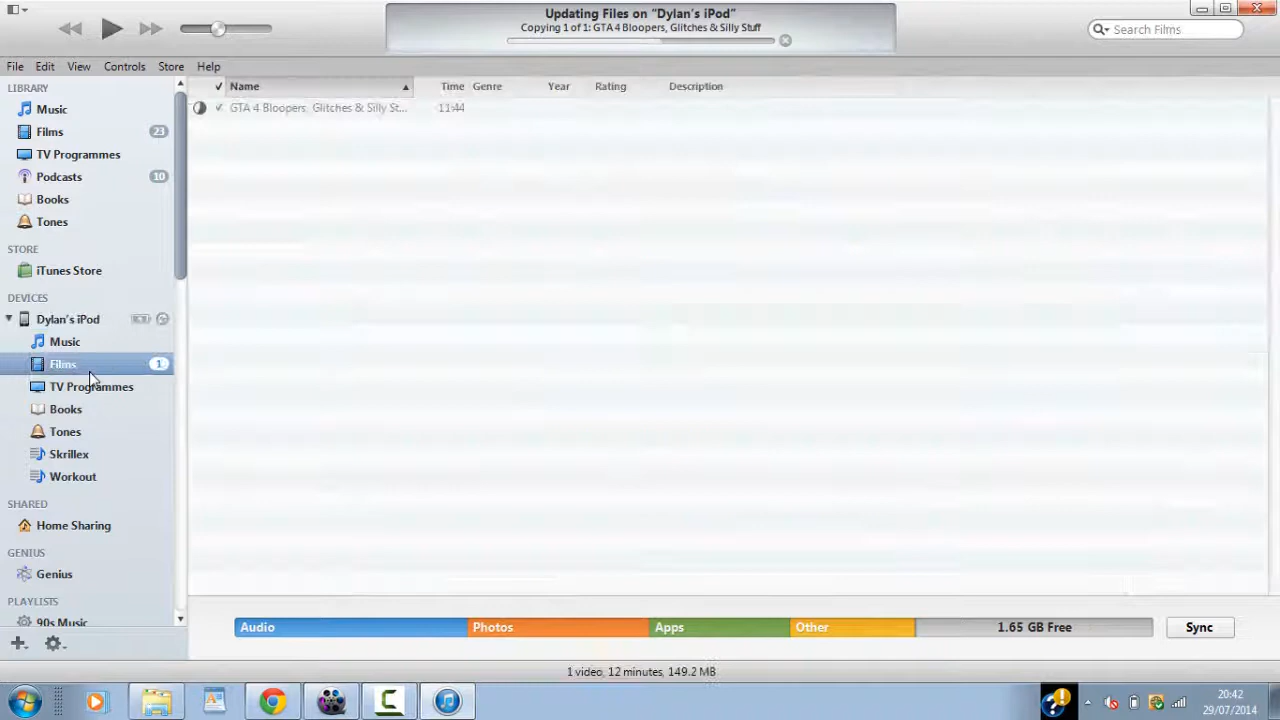 Updating Files on "Dylan's iPod"
Copying 1 of 1: GTA 4 Bloopers, Glitches & Silly Stuff
Search Films
File Edit View Controls Store Help
LIBRARY
Music
Films 23
TV Programmes
Podcasts 10
Books
Tones
STORE
iTunes Store
DEVICES
Dylan's iPod
Music
Films 1
TV Programmes
Books
Tones
Skrillex
Workout
SHARED
Home Sharing
GENIUS
Genius
PLAYLISTS
90s Music
✓ Name Time Genre Year Rating Description
✓ GTA 4 Bloopers, Glitches & Silly St... 11:44
Audio Photos Apps Other 1.65 GB Free Sync
1 video, 12 minutes, 149.2 MB
20:42
29/07/2014